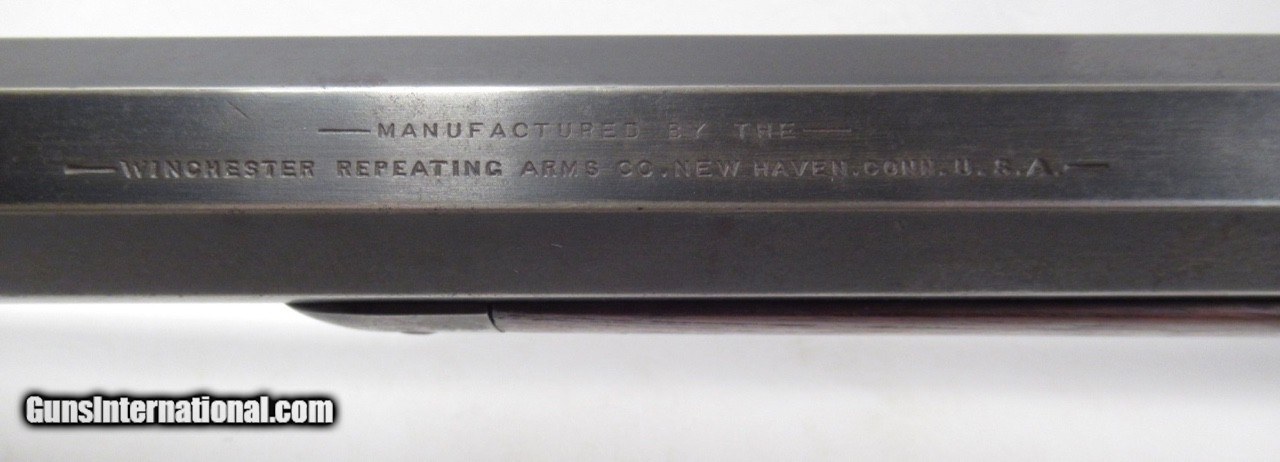 —MANUFACTURED BY THE—
—WINCHESTER REPEATING ARMS CO. NEW HAVEN. CONN. U. S. A.—
GunsInternational.com